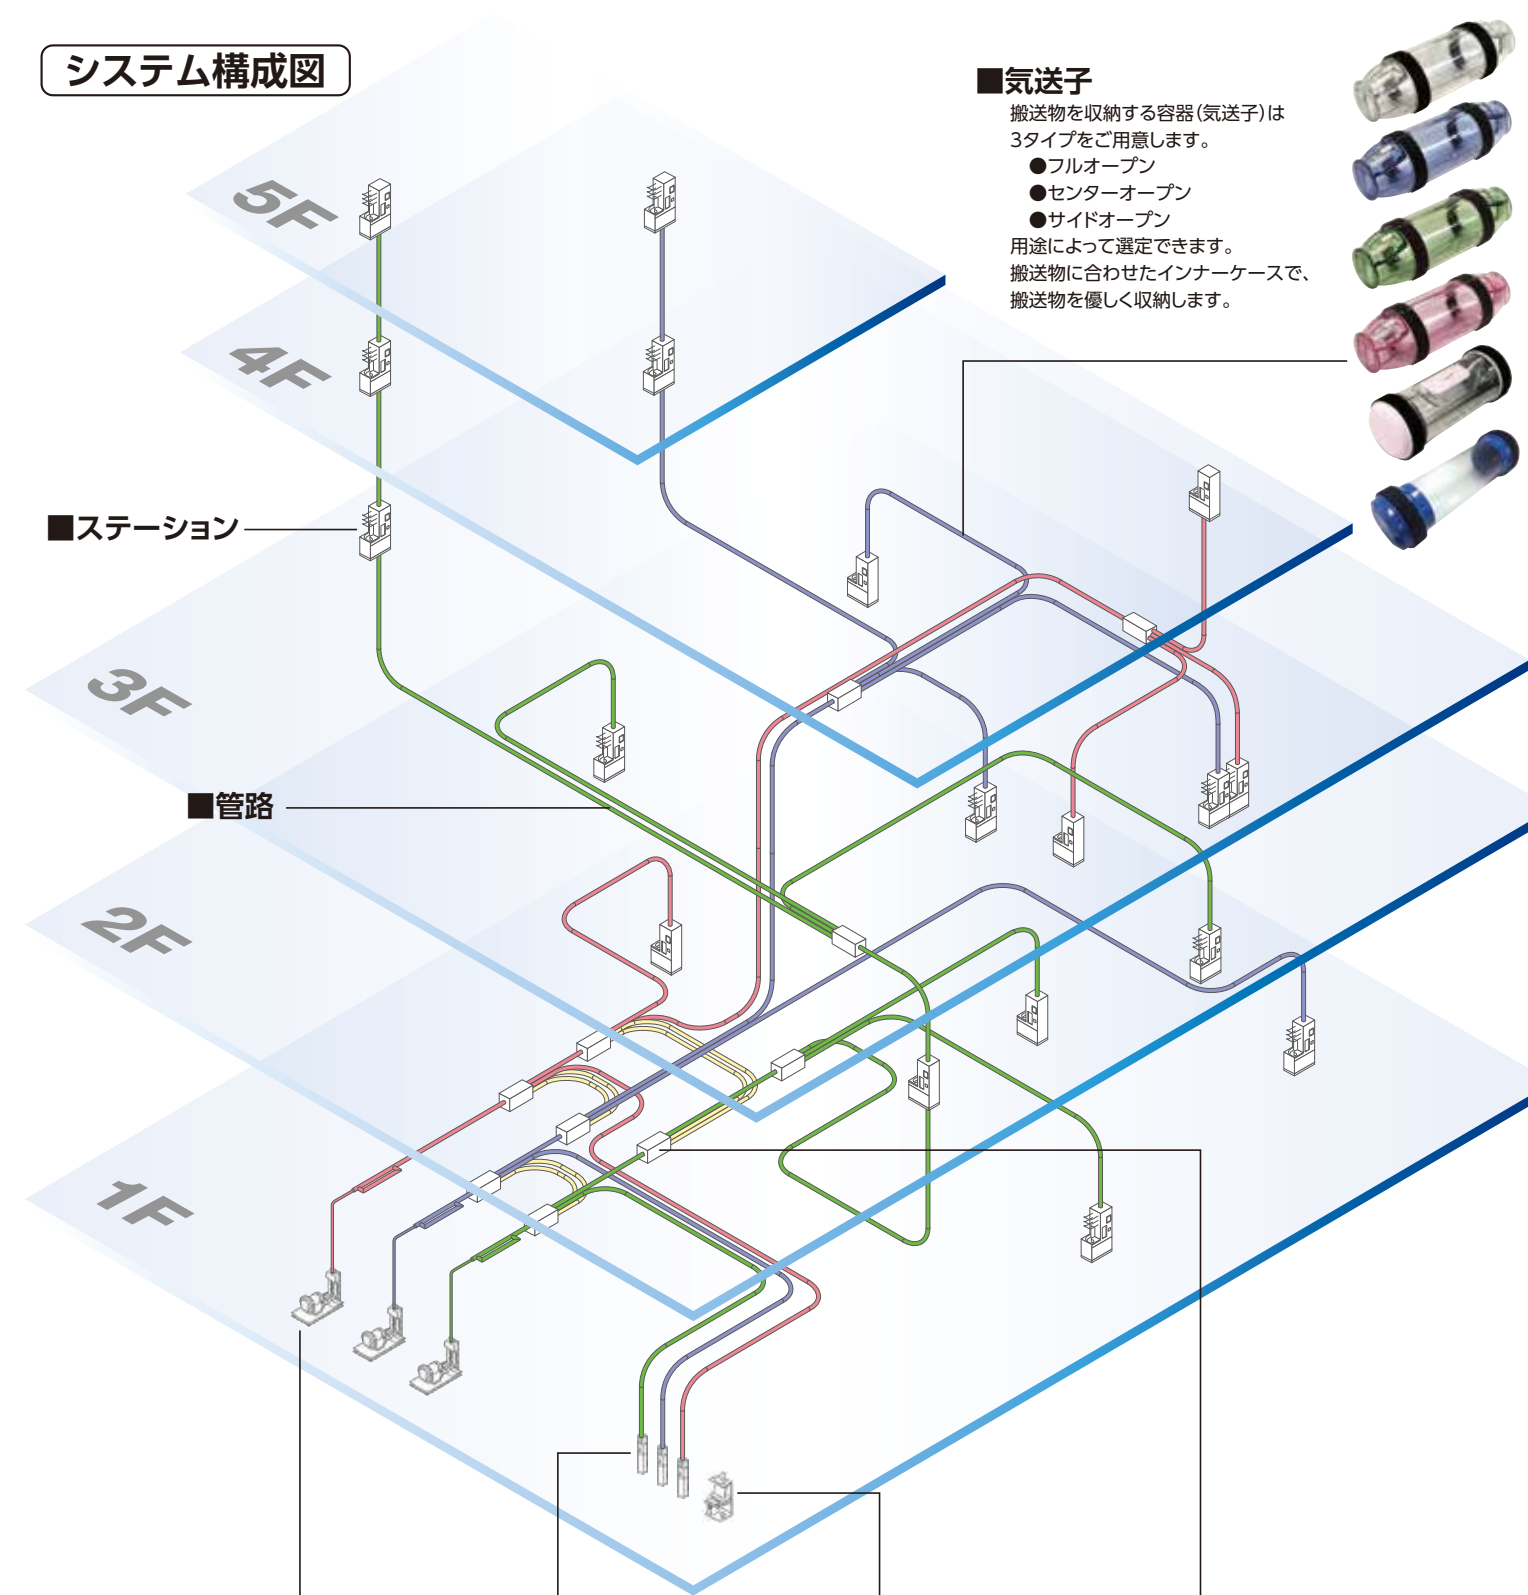 システム構成図
■気送子
搬送物を収納する容器(気送子)は
3タイプをご用意します。
●フルオープン
●センターオープン
●サイドオープン
用途によって選定できます。
搬送物に合わせたインナーケースで、
搬送物を優しく収納します。
5F
4F
■ステーション
3F
■管路
2F
1F